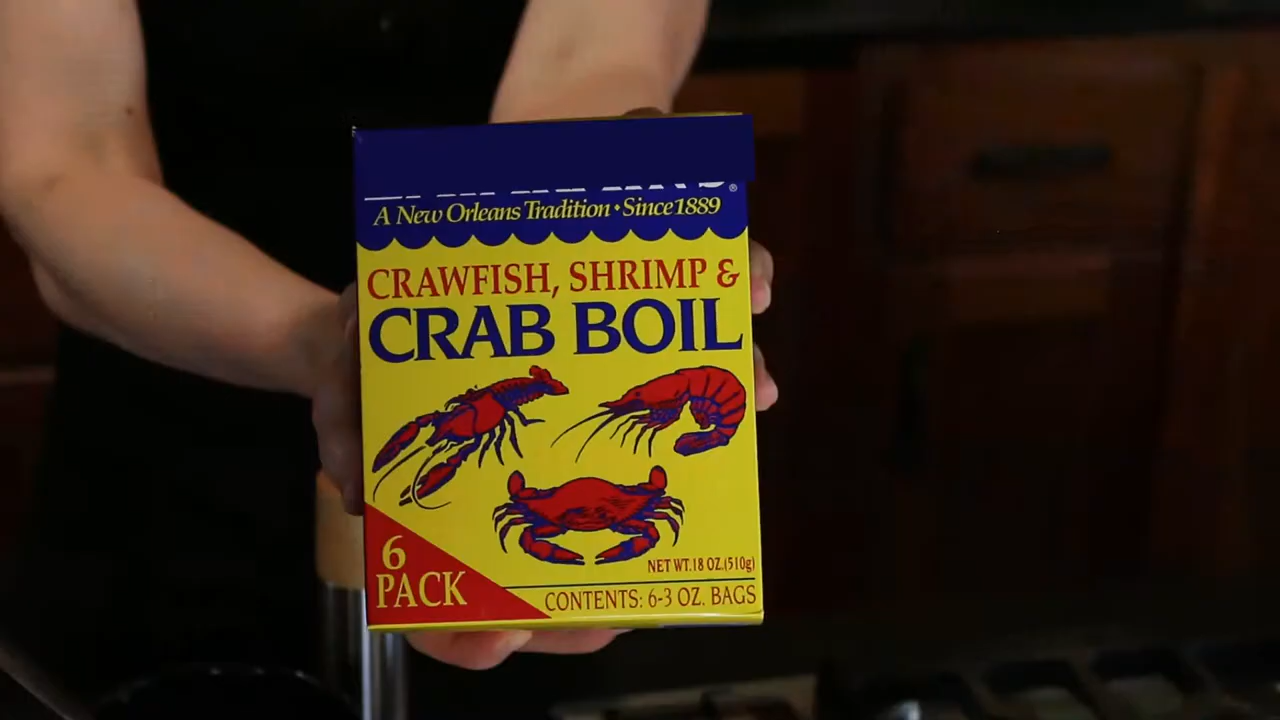 A New Orleans Tradition • Since 1889
CRAWFISH, SHRIMP &
CRAB BOIL
6
PACK
NET WT.18 OZ.(510g)
CONTENTS: 6-3 OZ. BAGS